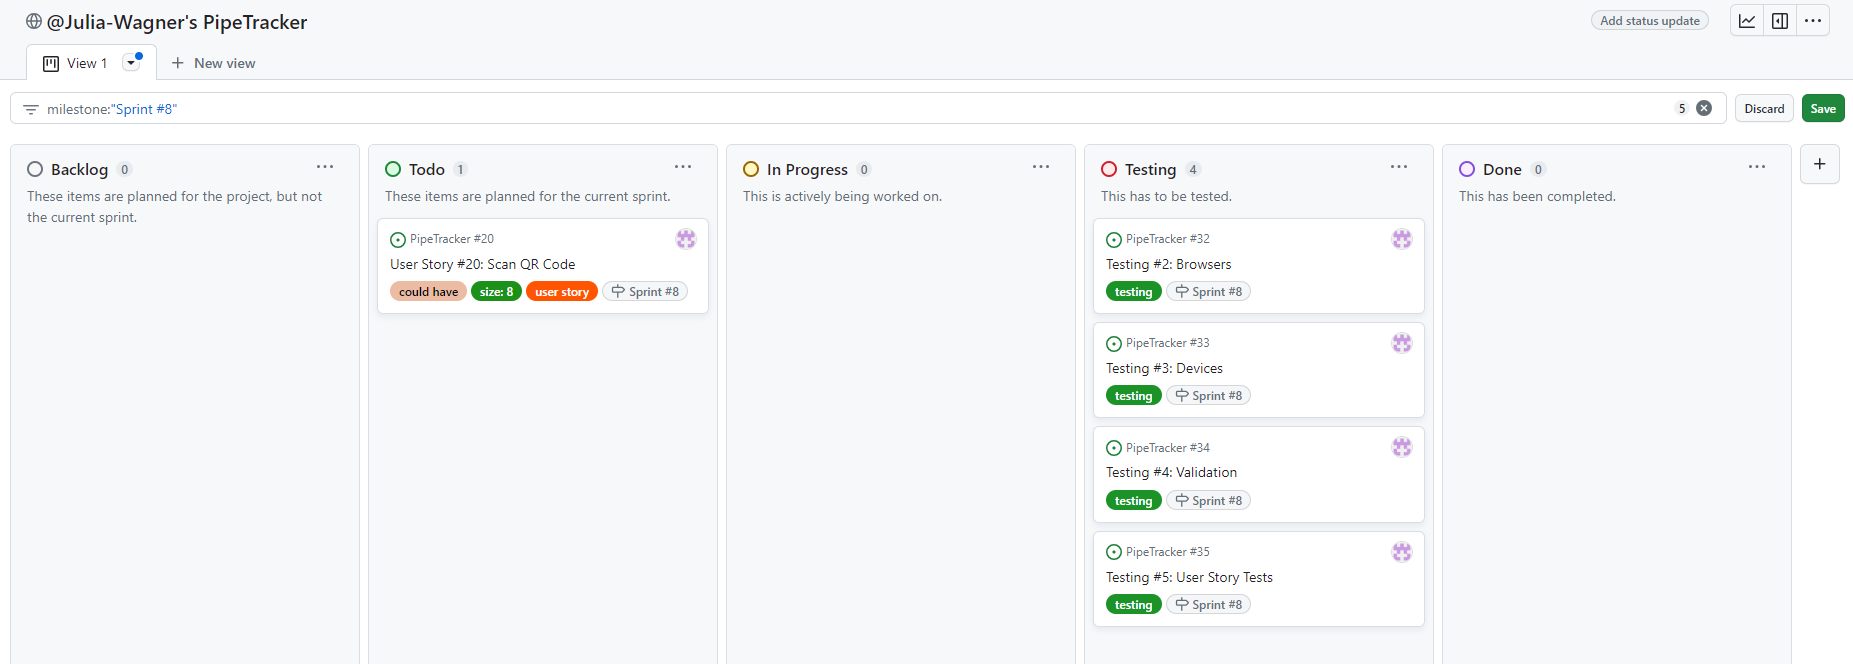 @Julia-Wagner's PipeTracker
Add status update
View 1
New view
milestone:"Sprint #8"
5
Discard
Save
Backlog 0
These items are planned for the project, but not
the current sprint.
Todo 1
These items are planned for the current sprint.
PipeTracker #20
User Story #20: Scan QR Code
could have size: 8 user story Sprint #8
In Progress 0
This is actively being worked on.
Testing 4
This has to be tested.
PipeTracker #32
Testing #2: Browsers
testing Sprint #8
PipeTracker #33
Testing #3: Devices
testing Sprint #8
PipeTracker #34
Testing #4: Validation
testing Sprint #8
PipeTracker #35
Testing #5: User Story Tests
testing Sprint #8
Done 0
This has been completed.